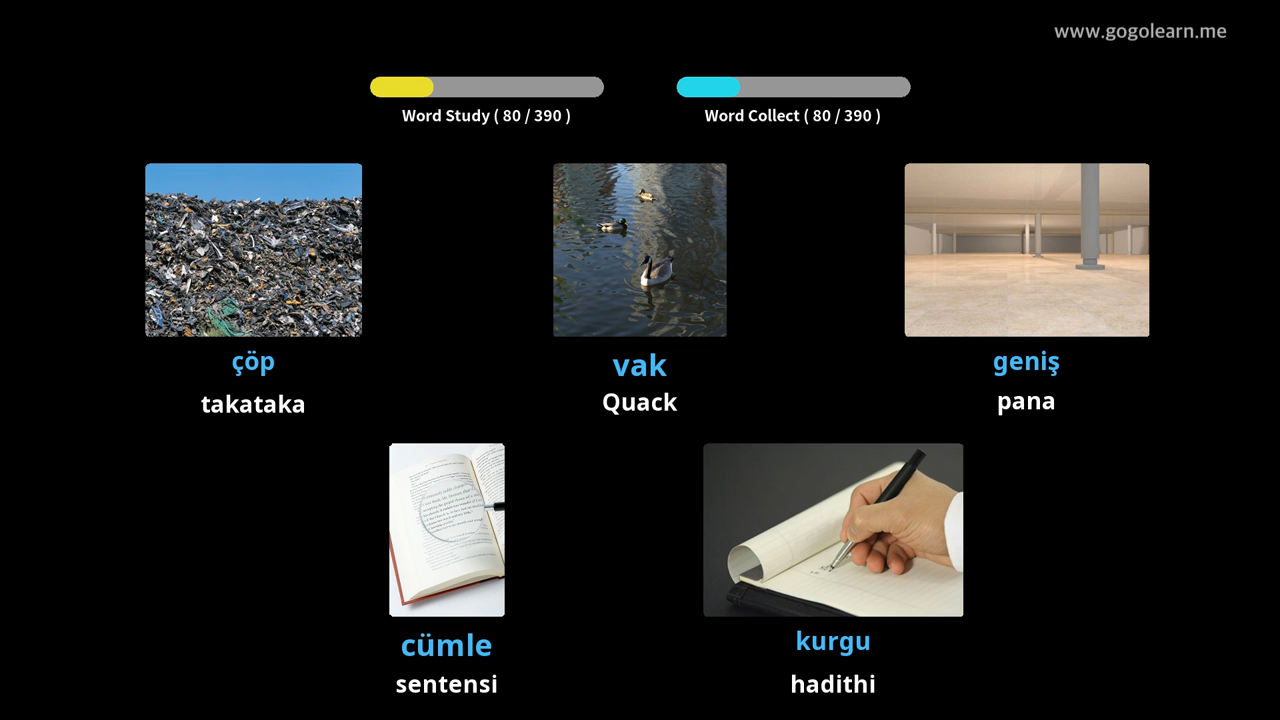 www.gogolearn.me
Word Study ( 80 / 390 )
Word Collect ( 80 / 390 )
çöp
takataka
vak
Quack
geniş
pana
cümle
sentensi
kurgu
hadithi